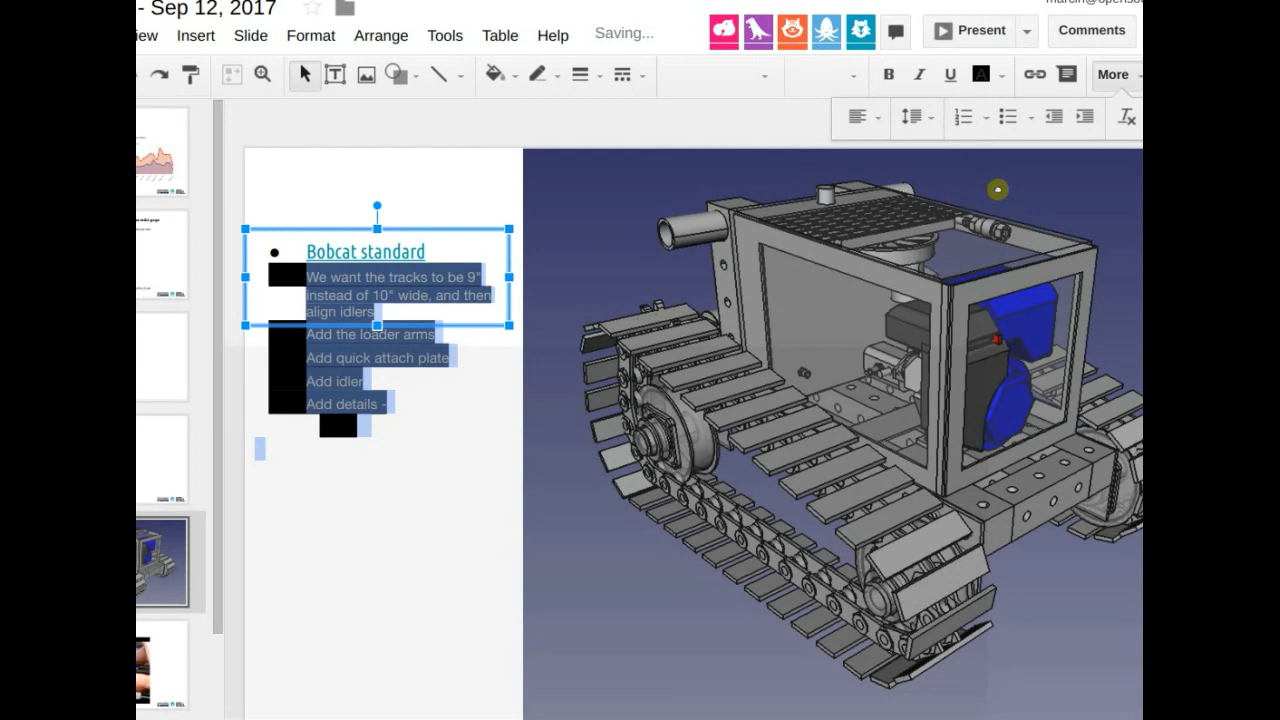 - Sep 12, 2017
iew Insert Slide Format Arrange Tools Table Help Saving... Present Comments
B I U A More
Bobcat standard
We want the tracks to be 9"
instead of 10" wide, and then
align idlers
Add the loader arms
Add quick attach plate
Add idler
Add details -